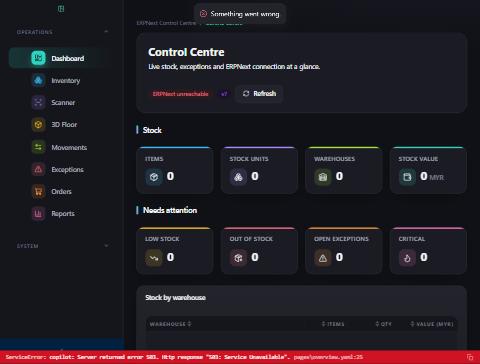 Something went wrong
ERPNext Control Centre /
OPERATIONS
Dashboard
Inventory
Scanner
3D Floor
Movements
Exceptions
Orders
Reports
SYSTEM
Control Centre
Live stock, exceptions and ERPNext connection at a glance.
ERPNext unreachable
v?
Refresh
Stock
ITEMS
0
STOCK UNITS
0
WAREHOUSES
0
STOCK VALUE
0 MYR
Needs attention
LOW STOCK
0
OUT OF STOCK
0
OPEN EXCEPTIONS
0
CRITICAL
0
Stock by warehouse
WAREHOUSE
ITEMS
QTY
VALUE (MYR)
ServiceError: copilot: Server returned error 503. Http response "503: Service Unavailable". pages\overview.yaml:25